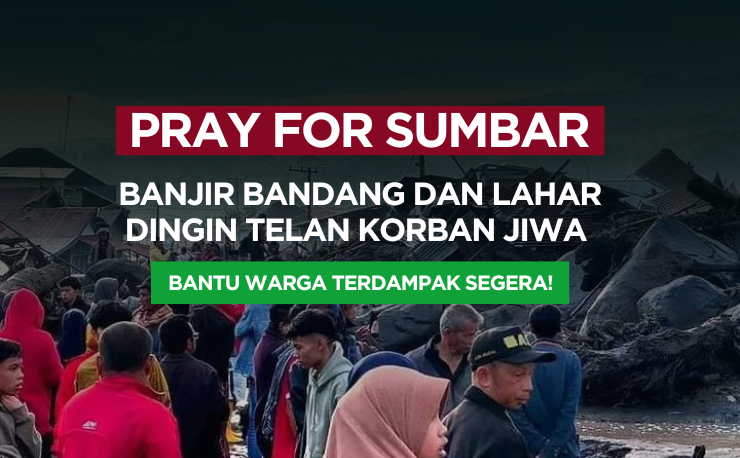 PRAY FOR SUMBAR
BANJIR BANDANG DAN LAHAR
DINGIN TELAN KORBAN JIWA
BANTU WARGA TERDAMPAK SEGERA!